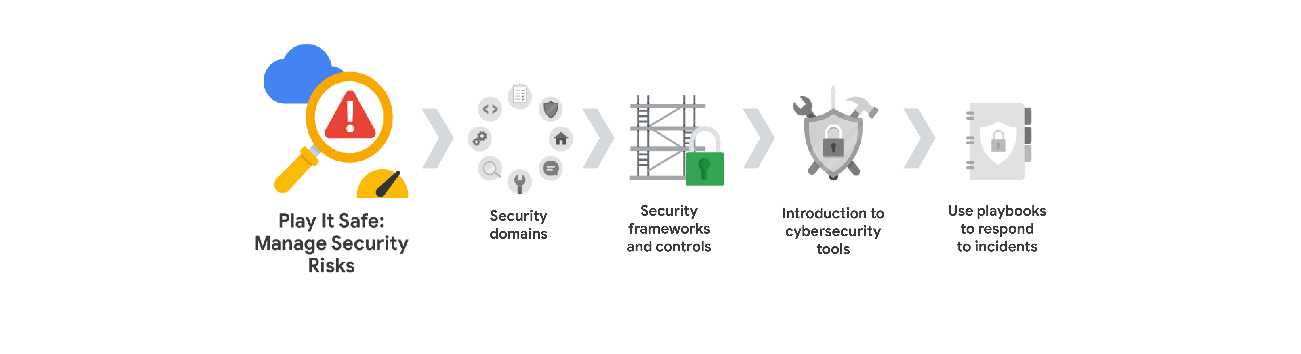 Play It Safe:
Manage Security
Risks
Security
domains
Security
frameworks
and controls
Introduction to
cybersecurity
tools
Use playbooks
to respond
to incidents